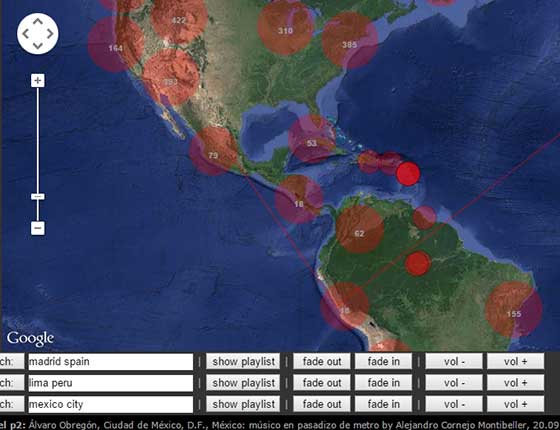 422
310
385
164
393
53
79
18
62
18
155
Google
ch: madrid spain | show playlist | fade out fade in | vol - vol +
ch: lima peru | show playlist | fade out fade in | vol - vol +
ch: mexico city | show playlist | fade out fade in | vol - vol +
el p2: Álvaro Obregón, Ciudad de México, D.F., México: músico en pasadizo de metro by Alejandro Cornejo Montibeller, 20.09